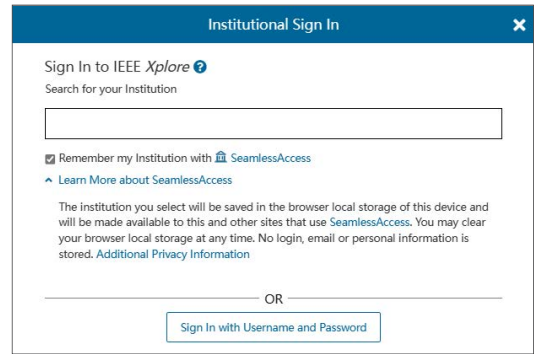 Institutional Sign In
Sign In to IEEE Xplore
Search for your Institution
Remember my Institution with SeamlessAccess
Learn More about SeamlessAccess
The institution you select will be saved in the browser local storage of this device and
will be made available to this and other sites that use SeamlessAccess. You may clear
your browser local storage at any time. No login, email or personal information is
stored. Additional Privacy Information
OR
Sign In with Username and Password